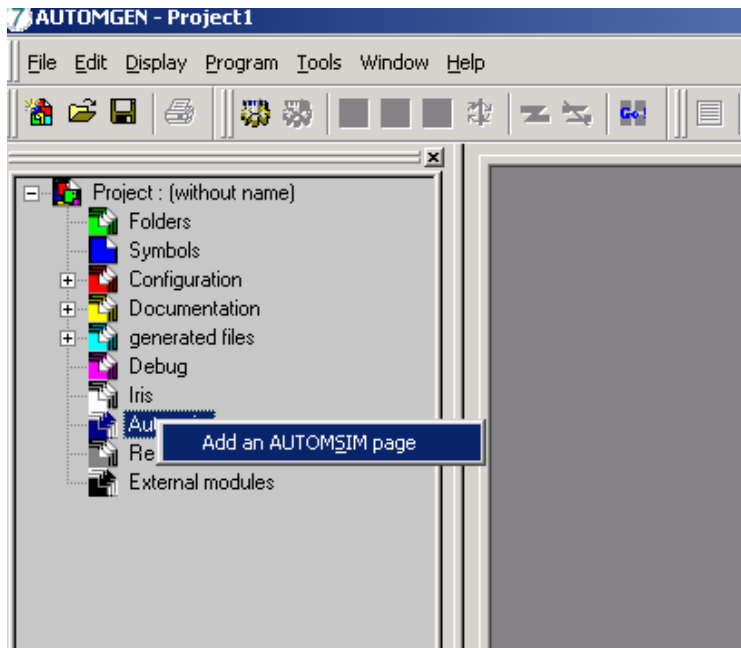 AUTOMGEN - Project1
File Edit Display Program Tools Window Help
Go!
Project : (without name)
Folders
Symbols
Configuration
Documentation
generated files
Debug
Iris
Add an AUTOMSIM page
External modules